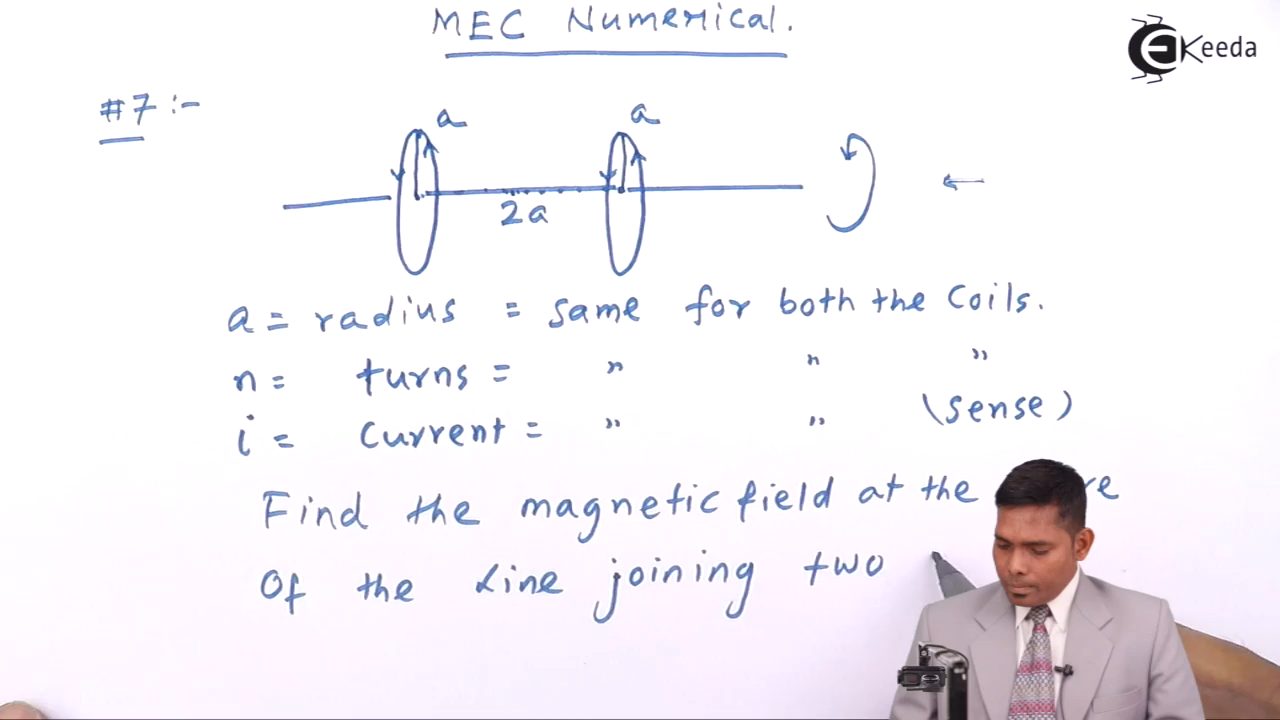 MEC Numerical.
EKeeda
#7 :-
a
a
2a
a = radius = same for both the Coils.
n = turns = " " "
i = Current = " " (sense)
Find the magnetic field at the
Of the Line joining two